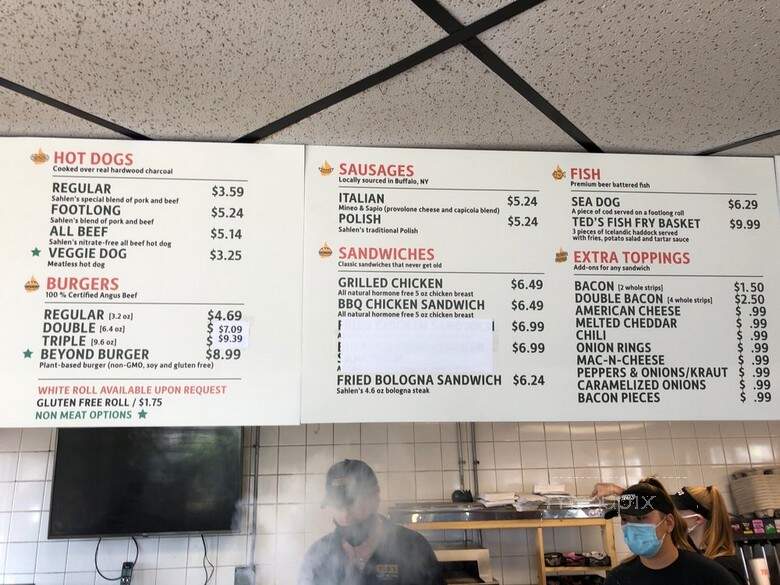 HOT DOGS
Cooked over real hardwood charcoal
REGULAR $3.59
Sahlen's special blend of pork and beef
FOOTLONG $5.24
Sahlen's blend of pork and beef
ALL BEEF $5.14
Sahlen's nitrate-free all beef hot dog
VEGGIE DOG $3.25
Meatless hot dog
BURGERS
100 % Certified Angus Beef
REGULAR [3.2 oz] $4.69
DOUBLE [6.4 oz] $ $7.09
TRIPLE [9.6 oz] $ $9.39
BEYOND BURGER $8.99
Plant-based burger (non-GMO, soy and gluten free)
WHITE ROLL AVAILABLE UPON REQUEST
GLUTEN FREE ROLL / $1.75
NON MEAT OPTIONS
SAUSAGES
Locally sourced in Buffalo, NY
ITALIAN $5.24
Mineo & Sapio (provolone cheese and capicola blend)
POLISH $5.24
Sahlen's traditional Polish
SANDWICHES
Classic sandwiches that never get old
GRILLED CHICKEN $6.49
All natural hormone free 5 oz chicken breast
BBQ CHICKEN SANDWICH $6.49
All natural hormone free 5 oz chicken breast
$6.99
$6.99
FRIED BOLOGNA SANDWICH $6.24
Sahlen's 4.6 oz bologna steak
FISH
Premium beer battered fish
SEA DOG $6.29
A piece of cod served on a footlong roll
TED'S FISH FRY BASKET $9.99
3 pieces of Icelandic haddock served
with fries, potato salad and tartar sauce
EXTRA TOPPINGS
Add-ons for any sandwich
BACON [2 whole strips] $1.50
DOUBLE BACON [4 whole strips] $2.50
AMERICAN CHEESE $ .99
MELTED CHEDDAR $ .99
CHILI $ .99
ONION RINGS $ .99
MAC-N-CHEESE $ .99
PEPPERS & ONIONS/KRAUT $ .99
CARAMELIZED ONIONS $ .99
BACON PIECES $ .99